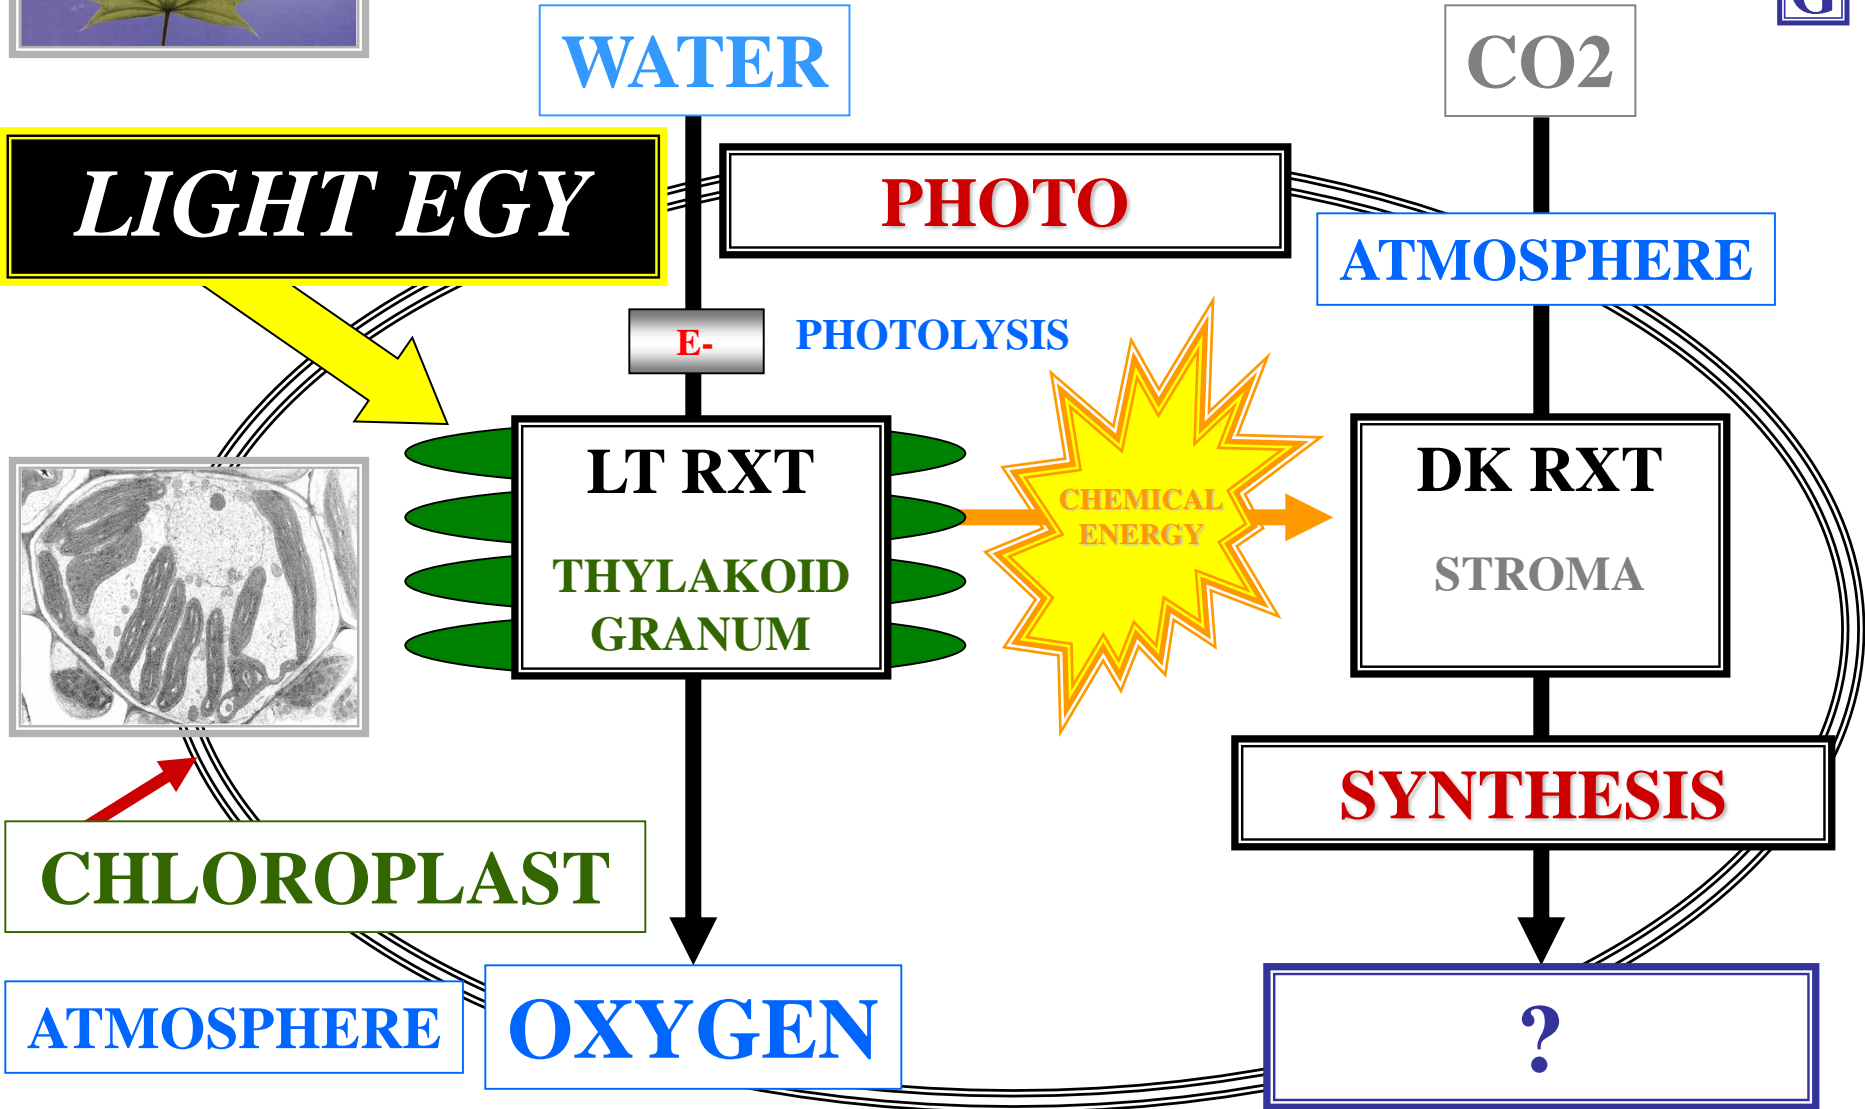 G
WATER
CO2
LIGHT EGY
PHOTO
ATMOSPHERE
E-
PHOTOLYSIS
LT RXT
THYLAKOID
GRANUM
CHEMICAL
ENERGY
DK RXT
STROMA
SYNTHESIS
CHLOROPLAST
ATMOSPHERE
OXYGEN
?